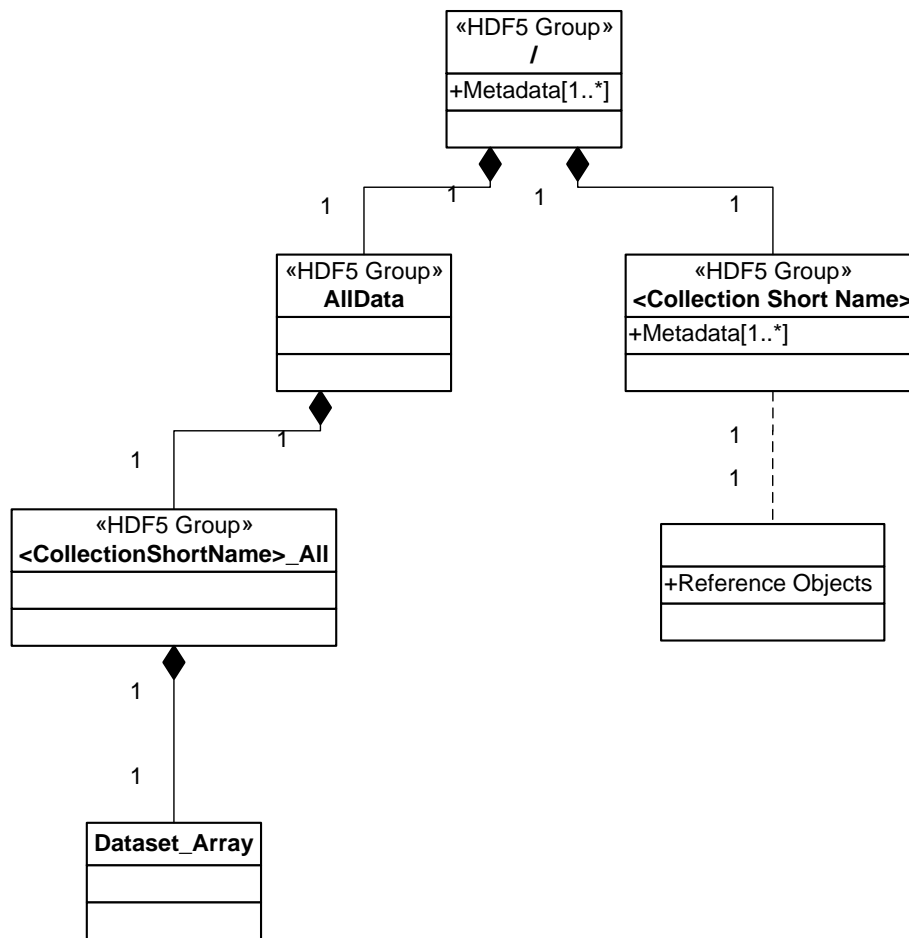 «HDF5 Group»
/
+Metadata[1..*]
1
1
1
1
«HDF5 Group»
AllData
«HDF5 Group»
<Collection Short Name>
+Metadata[1..*]
1
1
1
1
«HDF5 Group»
<CollectionShortName>_All
+Reference Objects
1
1
Dataset_Array